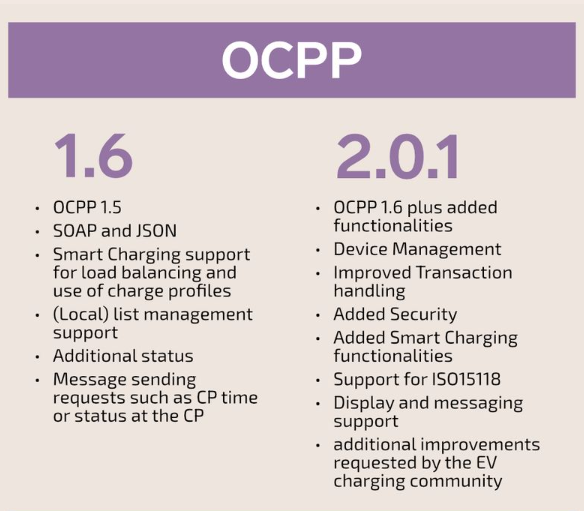 OCPP
1.6
• OCPP 1.5
• SOAP and JSON
• Smart Charging support
for load balancing and
use of charge profiles
• (Local) list management
support
• Additional status
• Message sending
requests such as CP time
or status at the CP
2.0.1
• OCPP 1.6 plus added
functionalities
• Device Management
• Improved Transaction
handling
• Added Security
• Added Smart Charging
functionalities
• Support for ISO15118
• Display and messaging
support
• additional improvements
requested by the EV
charging community